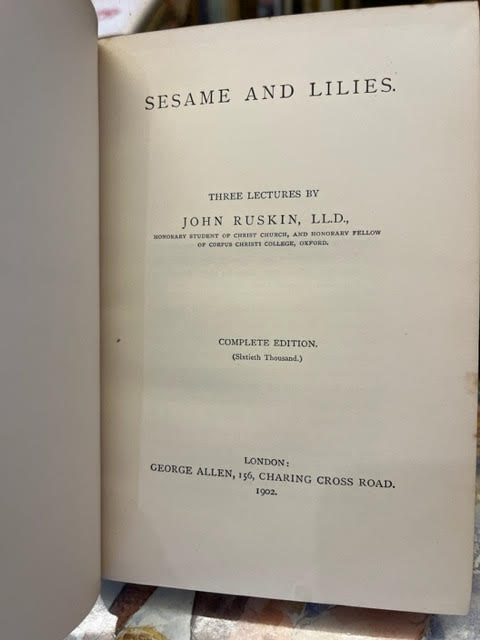 SESAME AND LILIES.
THREE LECTURES BY
JOHN RUSKIN, LL.D.,
HONORARY STUDENT OF CHRIST CHURCH, AND HONORARY FELLOW
OF CORPUS CHRISTI COLLEGE, OXFORD.
COMPLETE EDITION.
(Sixtieth Thousand.)
LONDON:
GEORGE ALLEN, 156, CHARING CROSS ROAD.
1902.